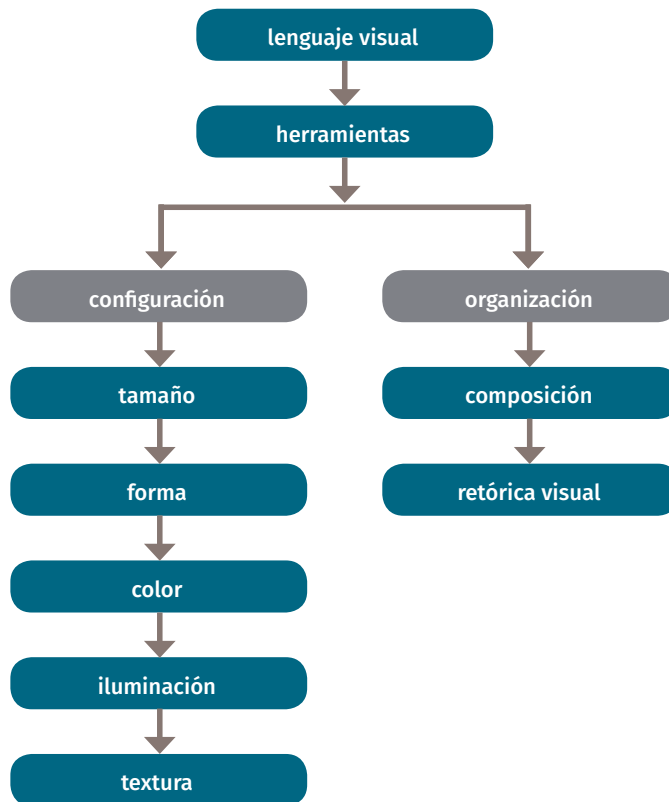 lenguaje visual
herramientas
configuración
organización
tamaño
composición
forma
retórica visual
color
iluminación
textura